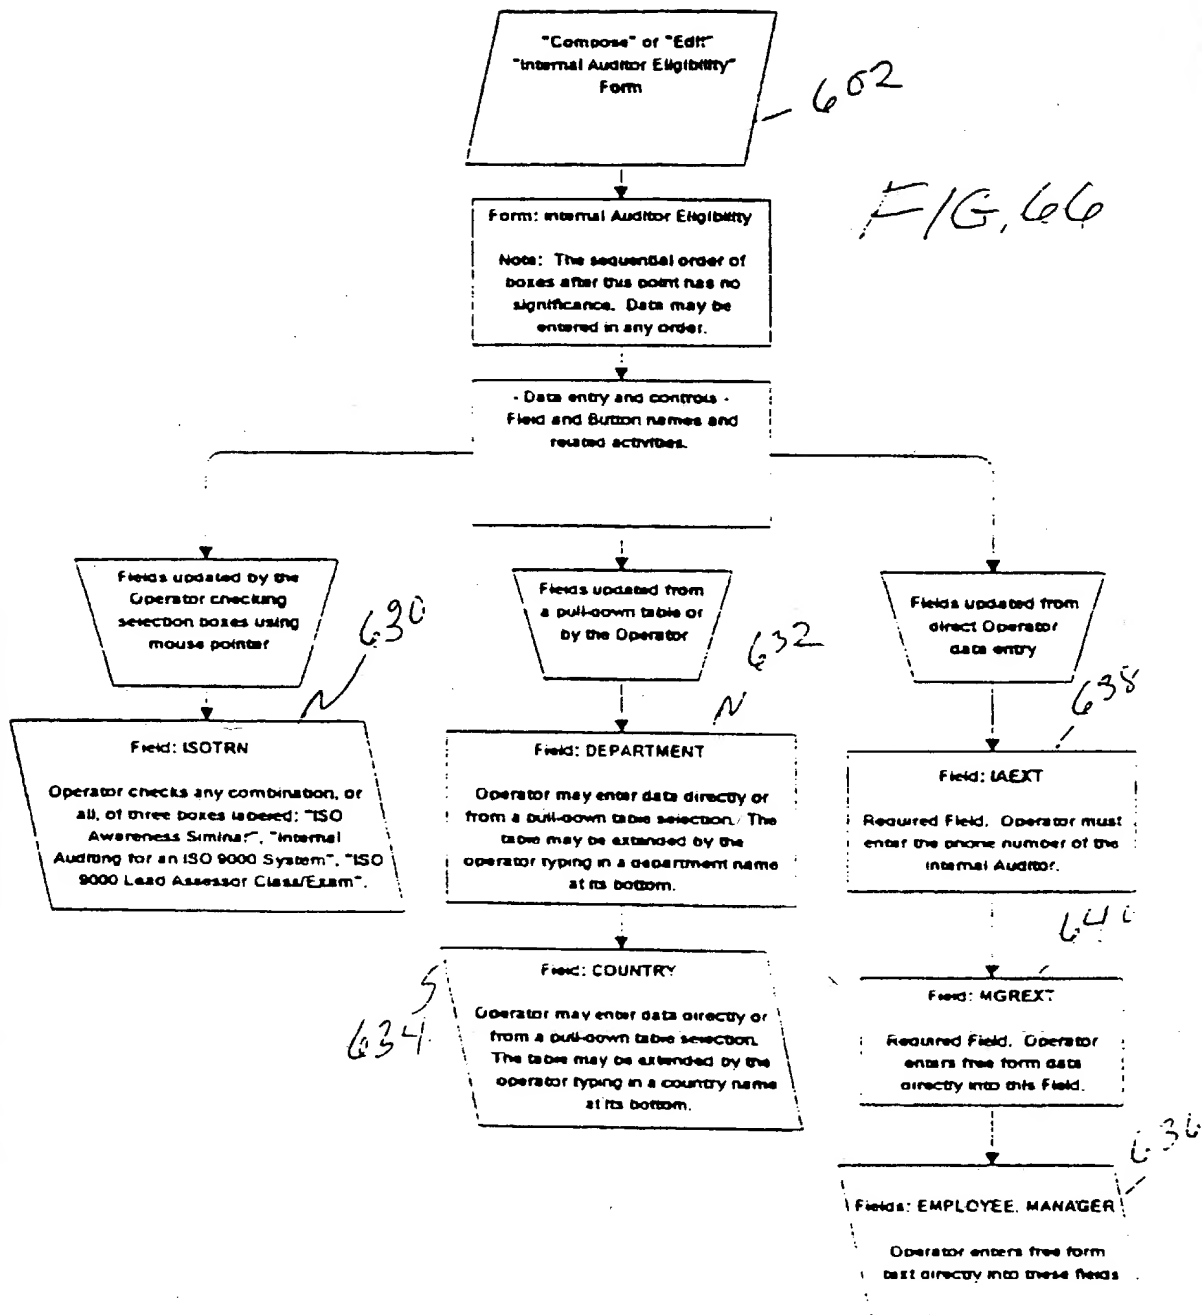 "Compose" or "Edit"
"Internal Auditor Eligibility"
Form
602
FIG. 66
Form: Internal Auditor Eligibility
Note: The sequential order of
boxes after this point has no
significance. Data may be
entered in any order.
- Data entry and controls -
Field and Button names and
related activities.
Fields updated by the
Operator checking
selection boxes using
mouse pointer
630
Fields updated from
a pull-down table or
by the Operator
632
Fields updated from
direct Operator
data entry
638
Field: ISOTRN
Operator checks any combination, or
all, of three boxes labered: "ISO
Awareness Siminar", "Internal
Auditing for an ISO 9000 System", "ISO
9000 Lead Assessor Class/Exam".
Field: DEPARTMENT
Operator may enter data directly or
from a pull-down table selection. The
table may be extended by the
operator typing in a department name
at its bottom.
Field: IAEXT
Required Field. Operator must
enter the phone number of the
Internal Auditor.
634
Field: COUNTRY
Operator may enter data directly or
from a pull-down table selection.
The table may be extended by the
operator typing in a country name
at its bottom.
Field: MGREXT
Required Field. Operator
enters free form data
directly into this Field.
636
Fields: EMPLOYEE, MANAGER
Operator enters free form
text directly into these fields